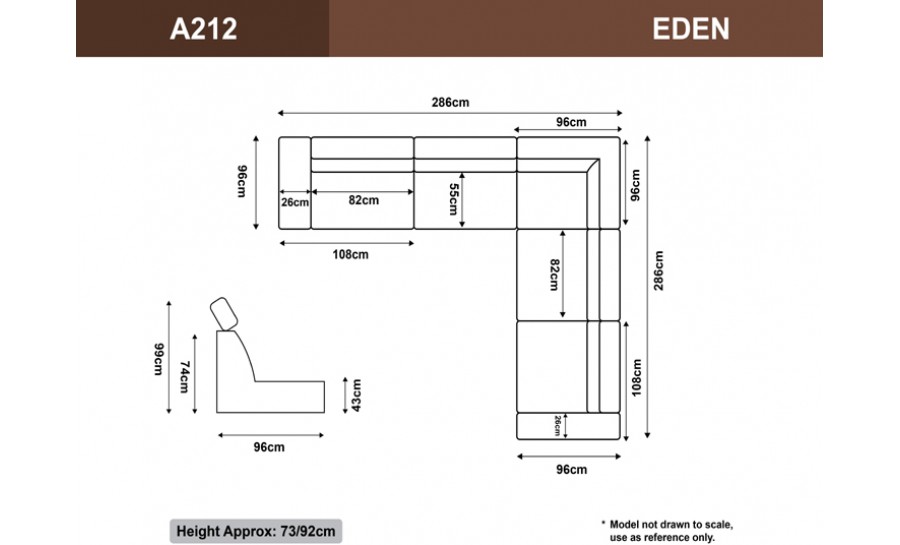 A212
EDEN
286cm
96cm
96cm
26cm
82cm
55cm
96cm
108cm
82cm
286cm
99cm
74cm
43cm
96cm
108cm
26cm
96cm
Height Approx: 73/92cm
* Model not drawn to scale,
use as reference only.